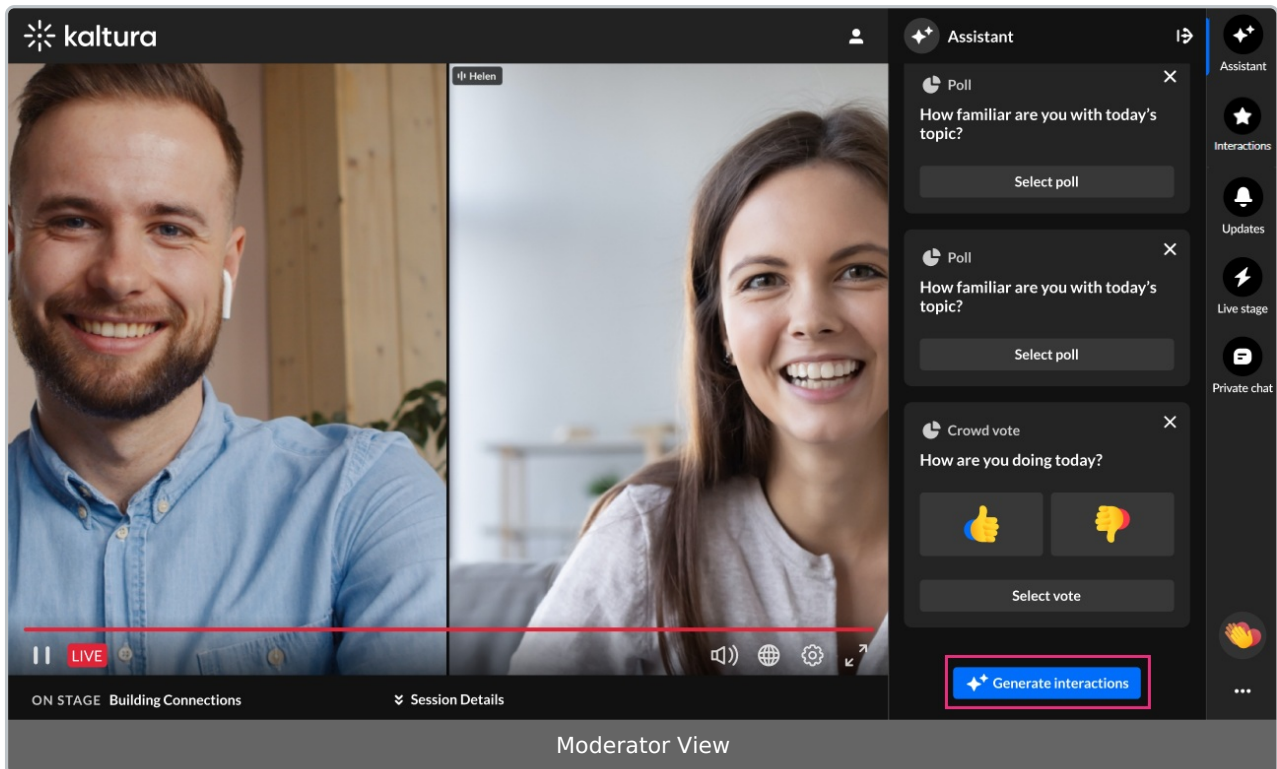 kaltura
Helen
LIVE
ON STAGE Building Connections
Session Details
Assistant
Poll
How familiar are you with today's
topic?
Select poll
Poll
How familiar are you with today's
topic?
Select poll
Crowd vote
How are you doing today?
Select vote
Generate interactions
Assistant
Interactions
Updates
Live stage
Private chat
Moderator View